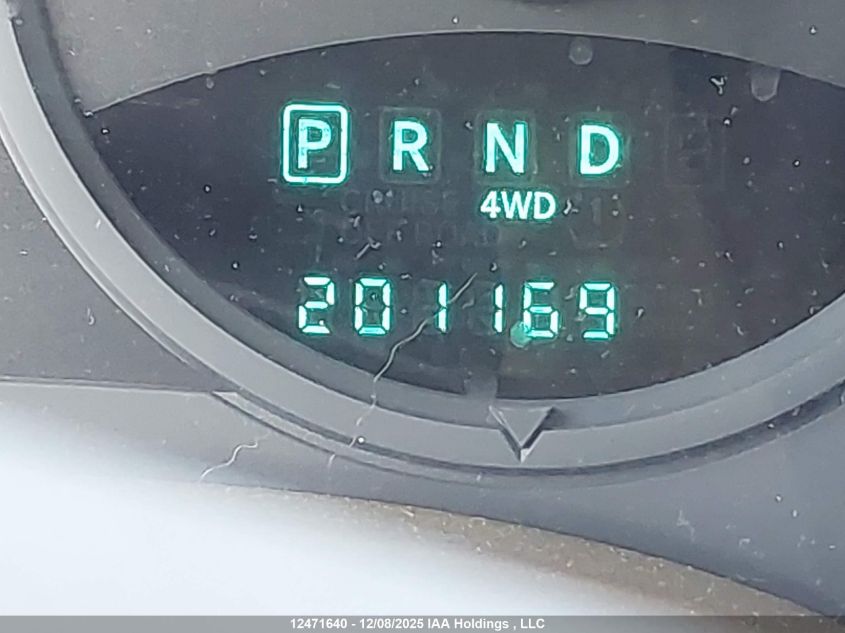 P R N D
4WD
201169
12471640 - 12/08/2025 IAA Holdings , LLC